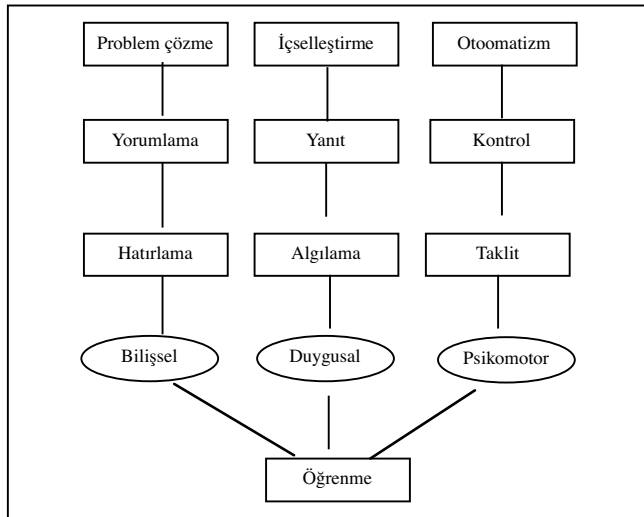 Problem çözme
İçselleştirme
Otoomatizm
Yorumlama
Yanıt
Kontrol
Hatırlama
Algılama
Taklit
Bilişsel
Duygusal
Psikomotor
Öğrenme